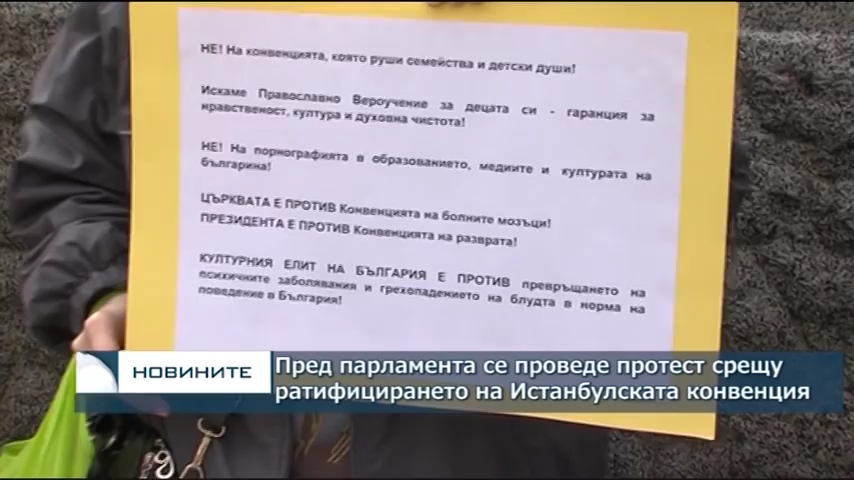 НЕ! На конвенцията, която руши семейства и детски души!
Искаме Православно Вероучение за децата си - гаранция за
нравственост, култура и духовна чистота!
НЕ! На порнографията в образованието, медиите и културата на
българина!
ЦЪРКВАТА Е ПРОТИВ Конвенцията на болните мозъци!
ПРЕЗИДЕНТА Е ПРОТИВ Конвенцията на разврата!
КУЛТУРНИЯ ЕЛИТ НА БЪЛГАРИЯ Е ПРОТИВ превръщането на
психичните заболявания и грехопадението на блудта в норма на
поведение в България!
НОВИНИТЕ
Пред парламента се проведе протест срещу
ратифицирането на Истанбулската конвенция